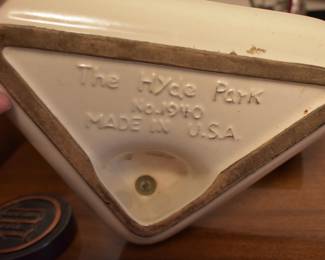 The Hyde Park
No. 1940
MADE IN U.S.A.